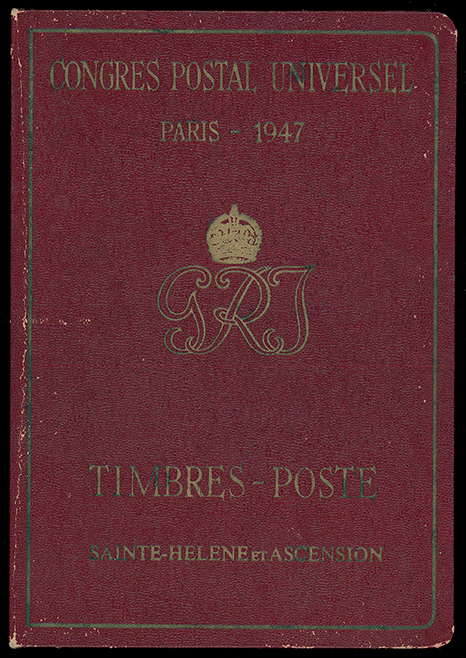 CONGRES POSTAL UNIVERSEL
PARIS - 1947
GRI
TIMBRES-POSTE
SAINTE-HELENE ET ASCENSION